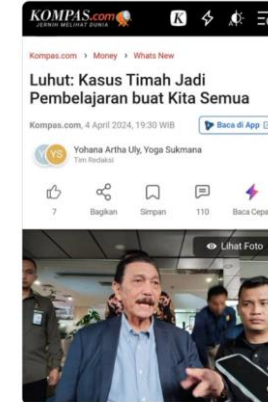 KOMPAS.com
JERNIH MELIHAT DUNIA
K
Kompas.com > Money > Whats New
Luhut: Kasus Timah Jadi
Pembelajaran buat Kita Semua
Kompas.com, 4 April 2024, 19:30 WIB
Baca di App
Y YS
Yohana Artha Uly, Yoga Sukmana
Tim Redaksi
7 Bagikan Simpan 110 Baca Cepa
Lihat Foto